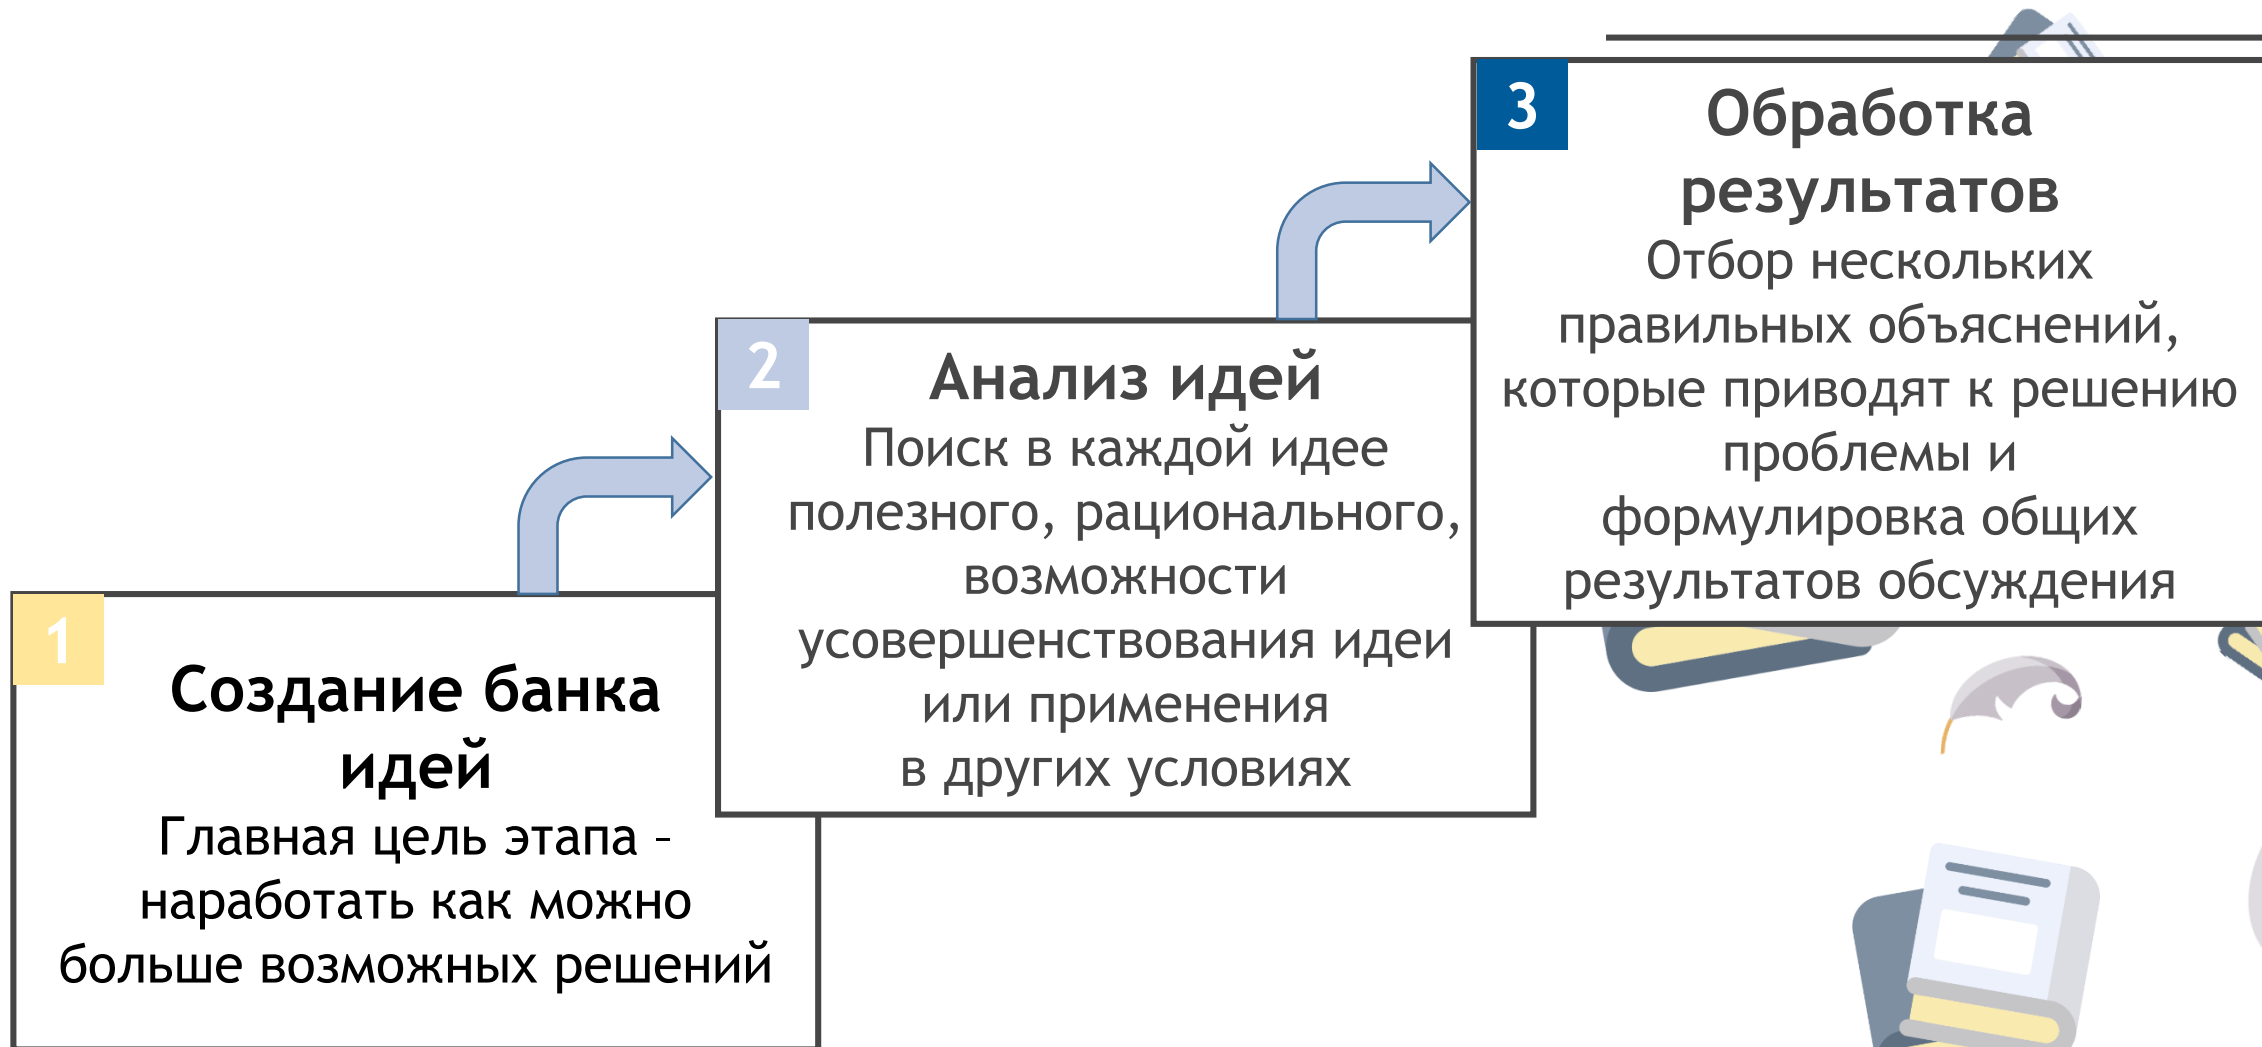 1
Создание банка
идей
Главная цель этапа –
наработать как можно
больше возможных решений
2
Анализ идей
Поиск в каждой идее
полезного, рационального,
возможности
усовершенствования идеи
или применения
в других условиях
3
Обработка
результатов
Отбор нескольких
правильных объяснений,
которые приводят к решению
проблемы и
формулировка общих
результатов обсуждения